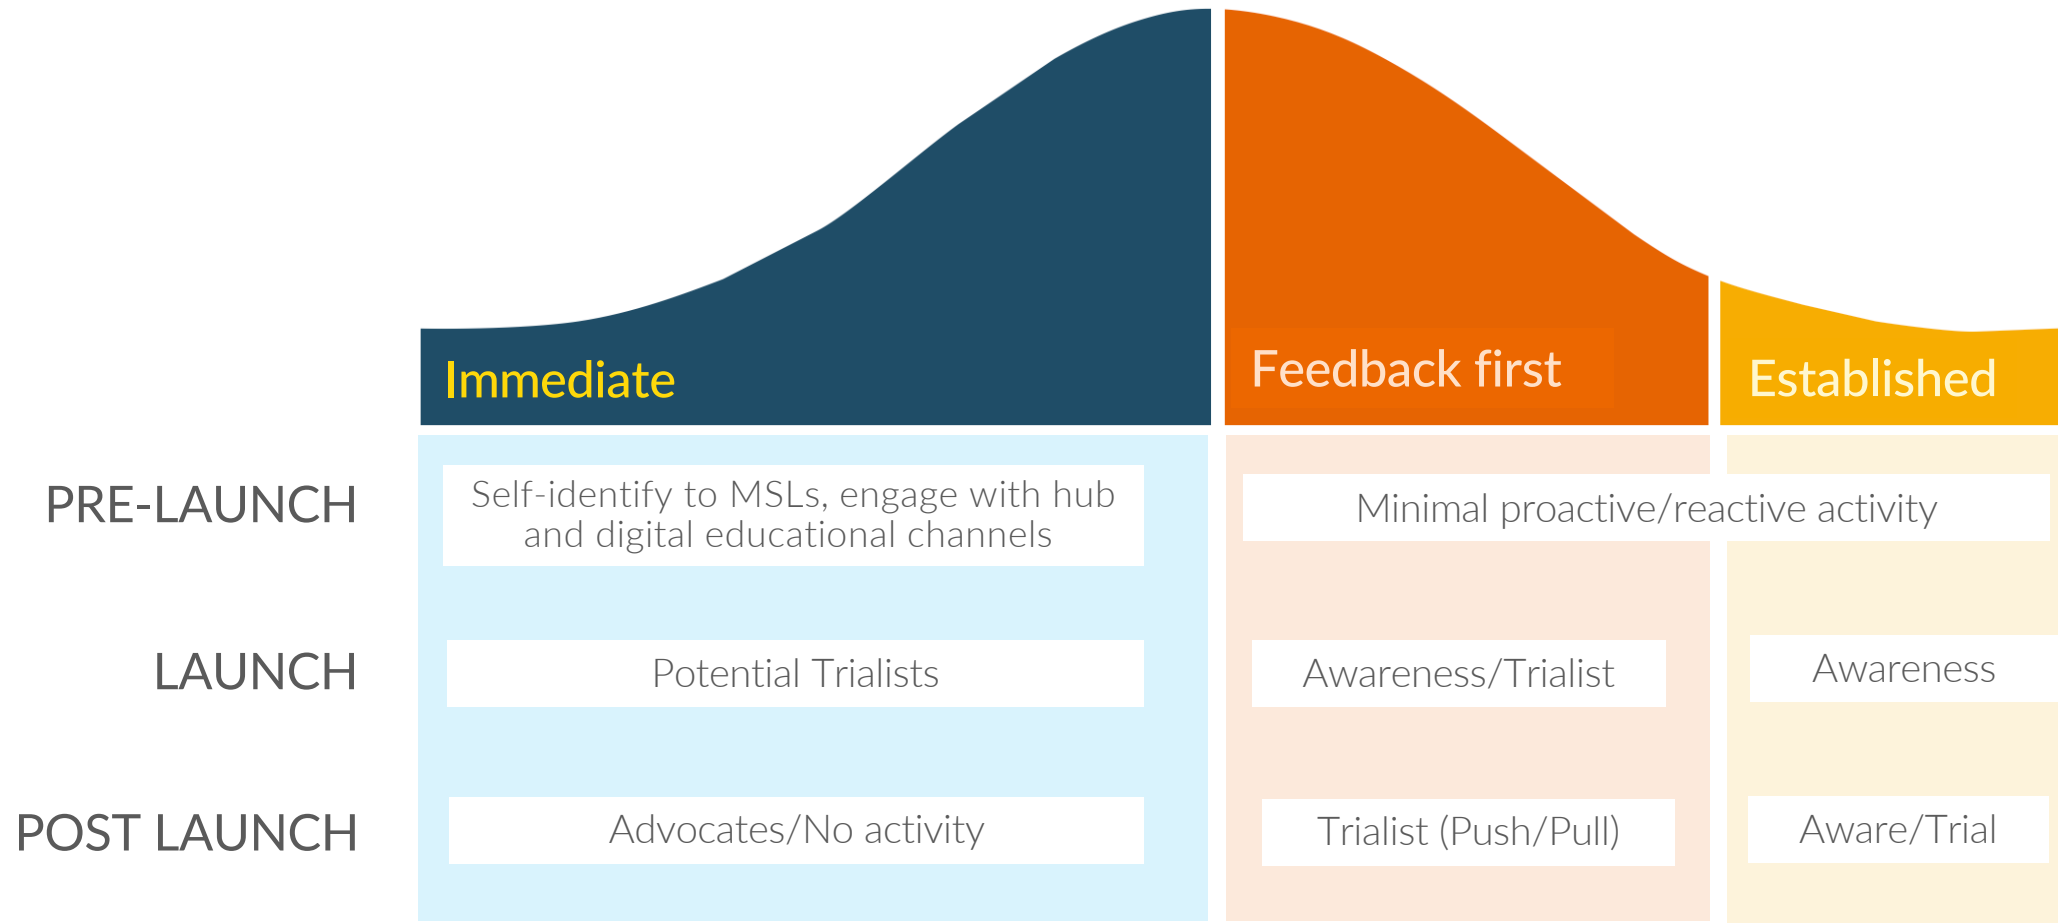 Immediate
Feedback first
Established
PRE-LAUNCH
Self-identify to MSLs, engage with hub
and digital educational channels
Minimal proactive/reactive activity
LAUNCH
Potential Trialists
Awareness/Trialist
Awareness
POST LAUNCH
Advocates/No activity
Trialist (Push/Pull)
Aware/Trial